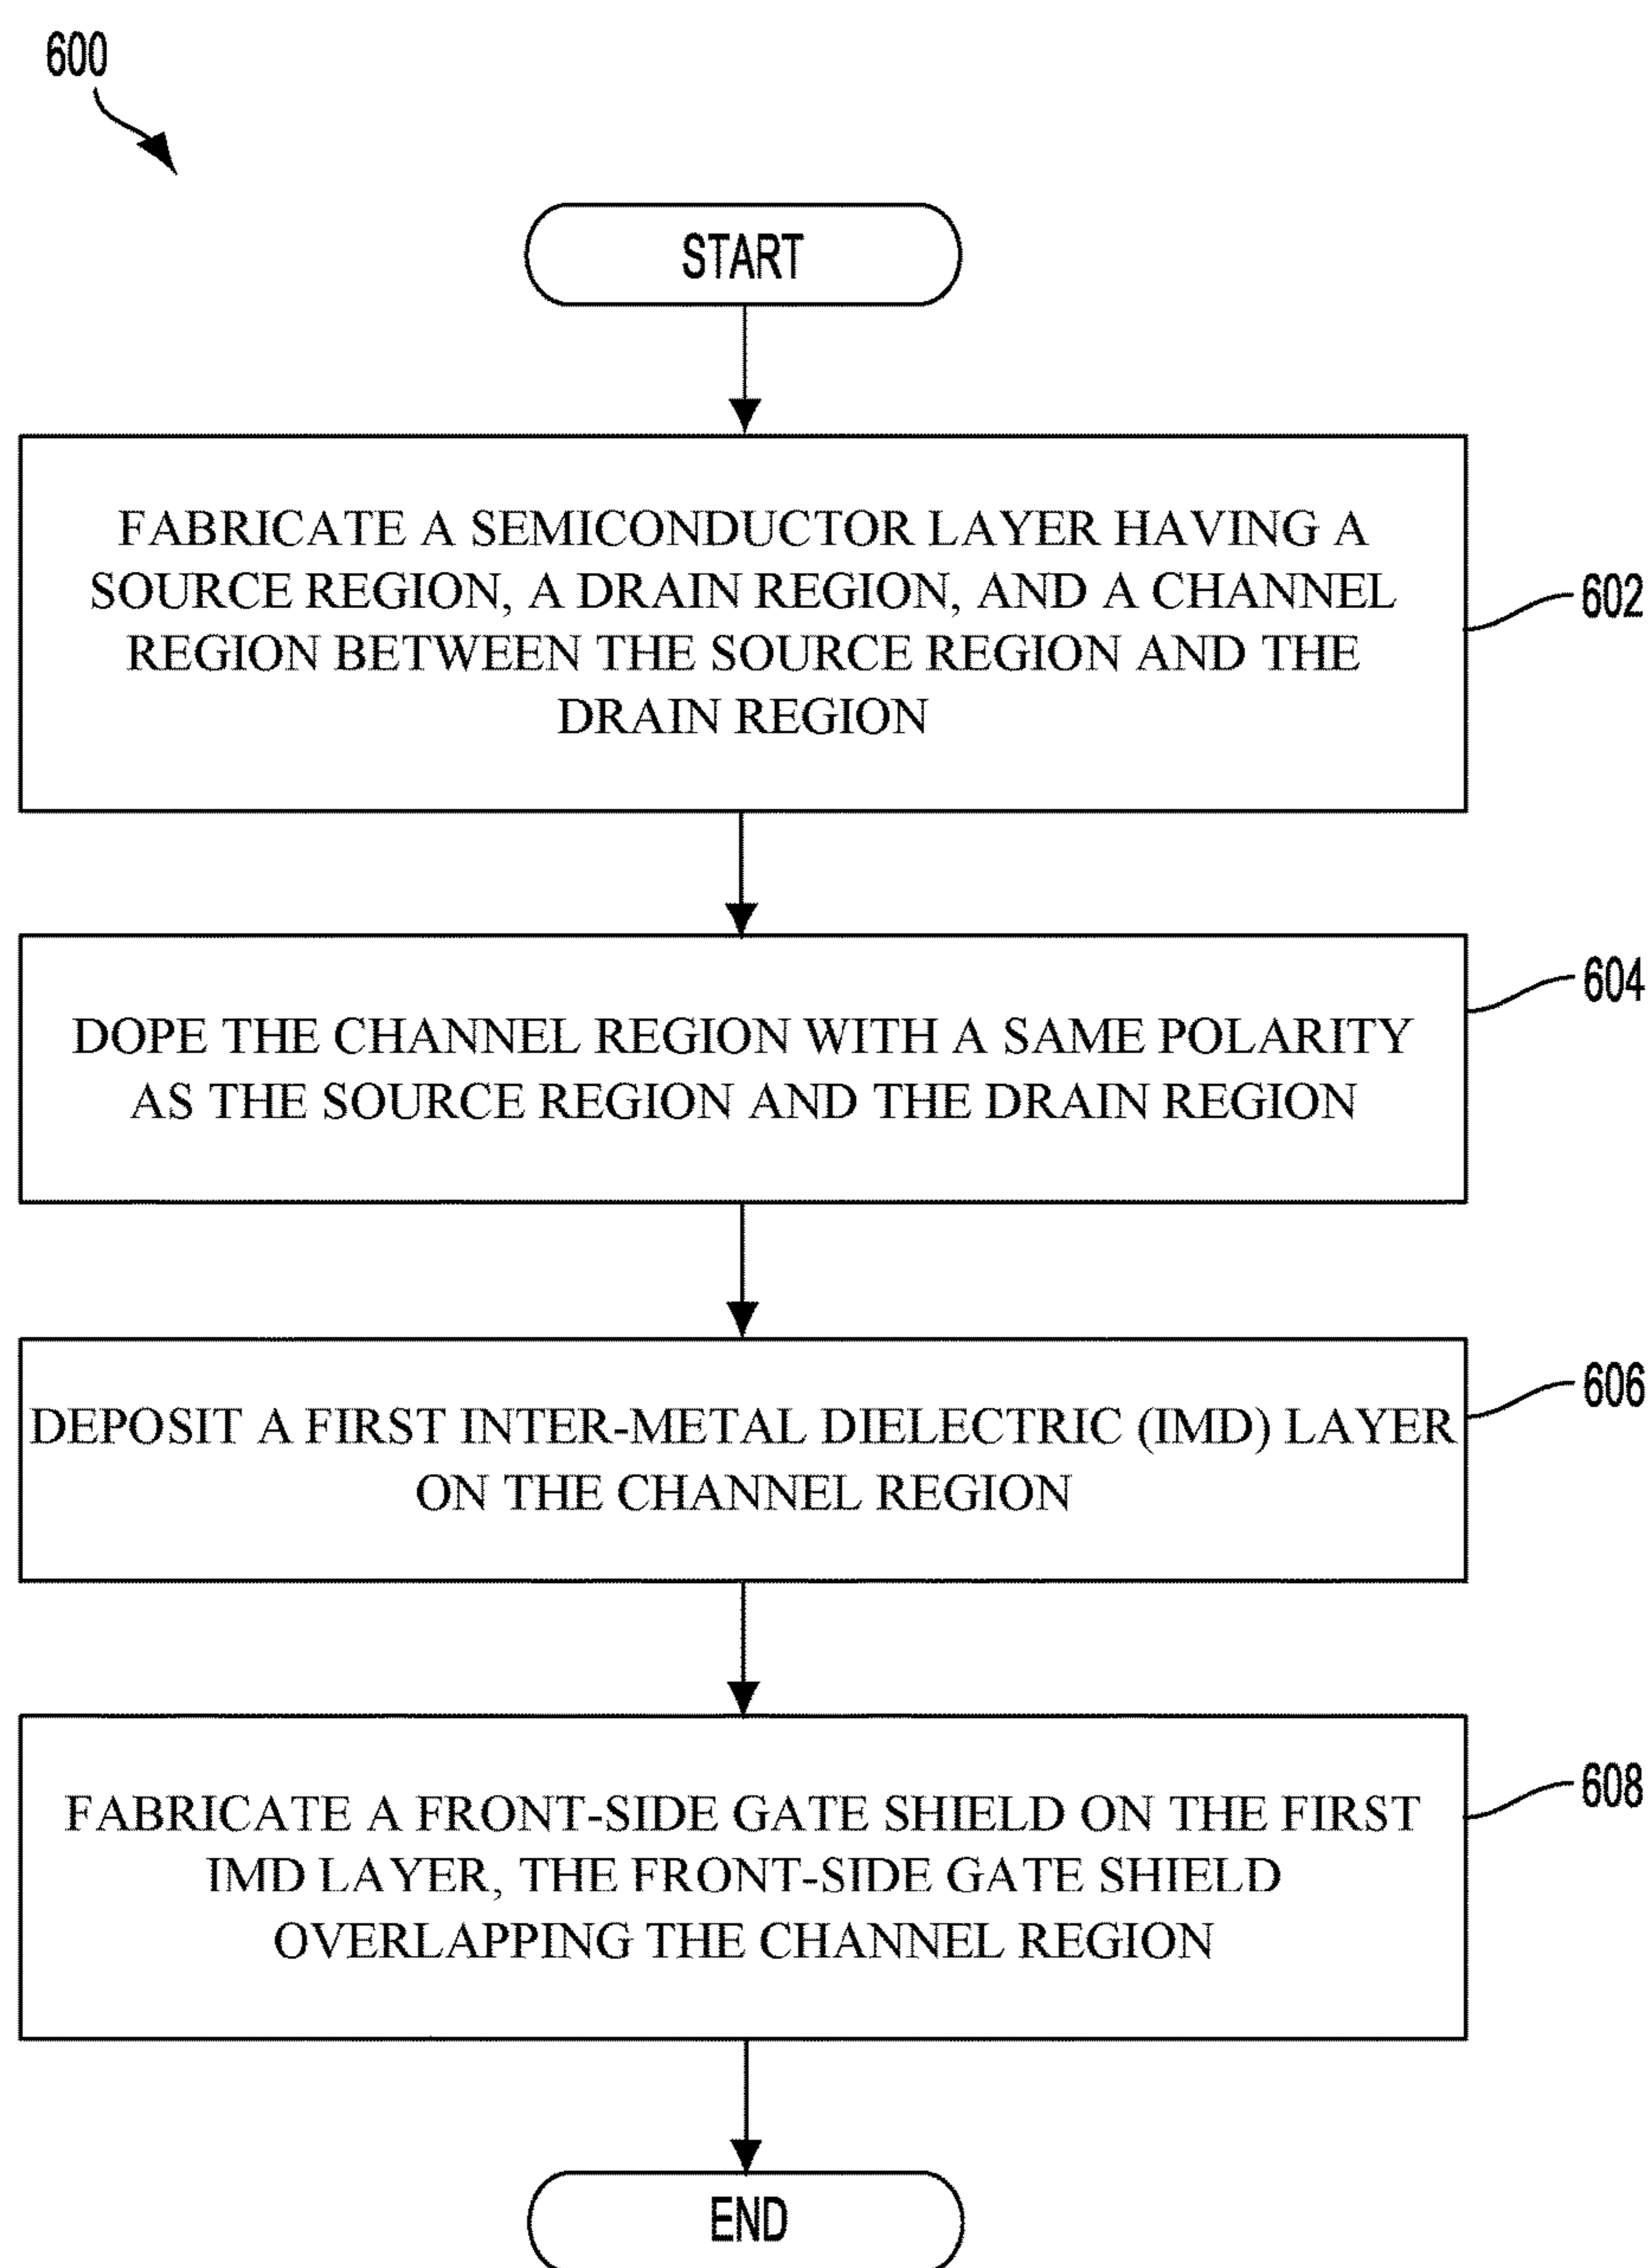 600
START
FABRICATE A SEMICONDUCTOR LAYER HAVING A
SOURCE REGION, A DRAIN REGION, AND A CHANNEL
REGION BETWEEN THE SOURCE REGION AND THE
DRAIN REGION
602
DOPE THE CHANNEL REGION WITH A SAME POLARITY
AS THE SOURCE REGION AND THE DRAIN REGION
604
DEPOSIT A FIRST INTER-METAL DIELECTRIC (IMD) LAYER
ON THE CHANNEL REGION
606
FABRICATE A FRONT-SIDE GATE SHIELD ON THE FIRST
IMD LAYER, THE FRONT-SIDE GATE SHIELD
OVERLAPPING THE CHANNEL REGION
608
END